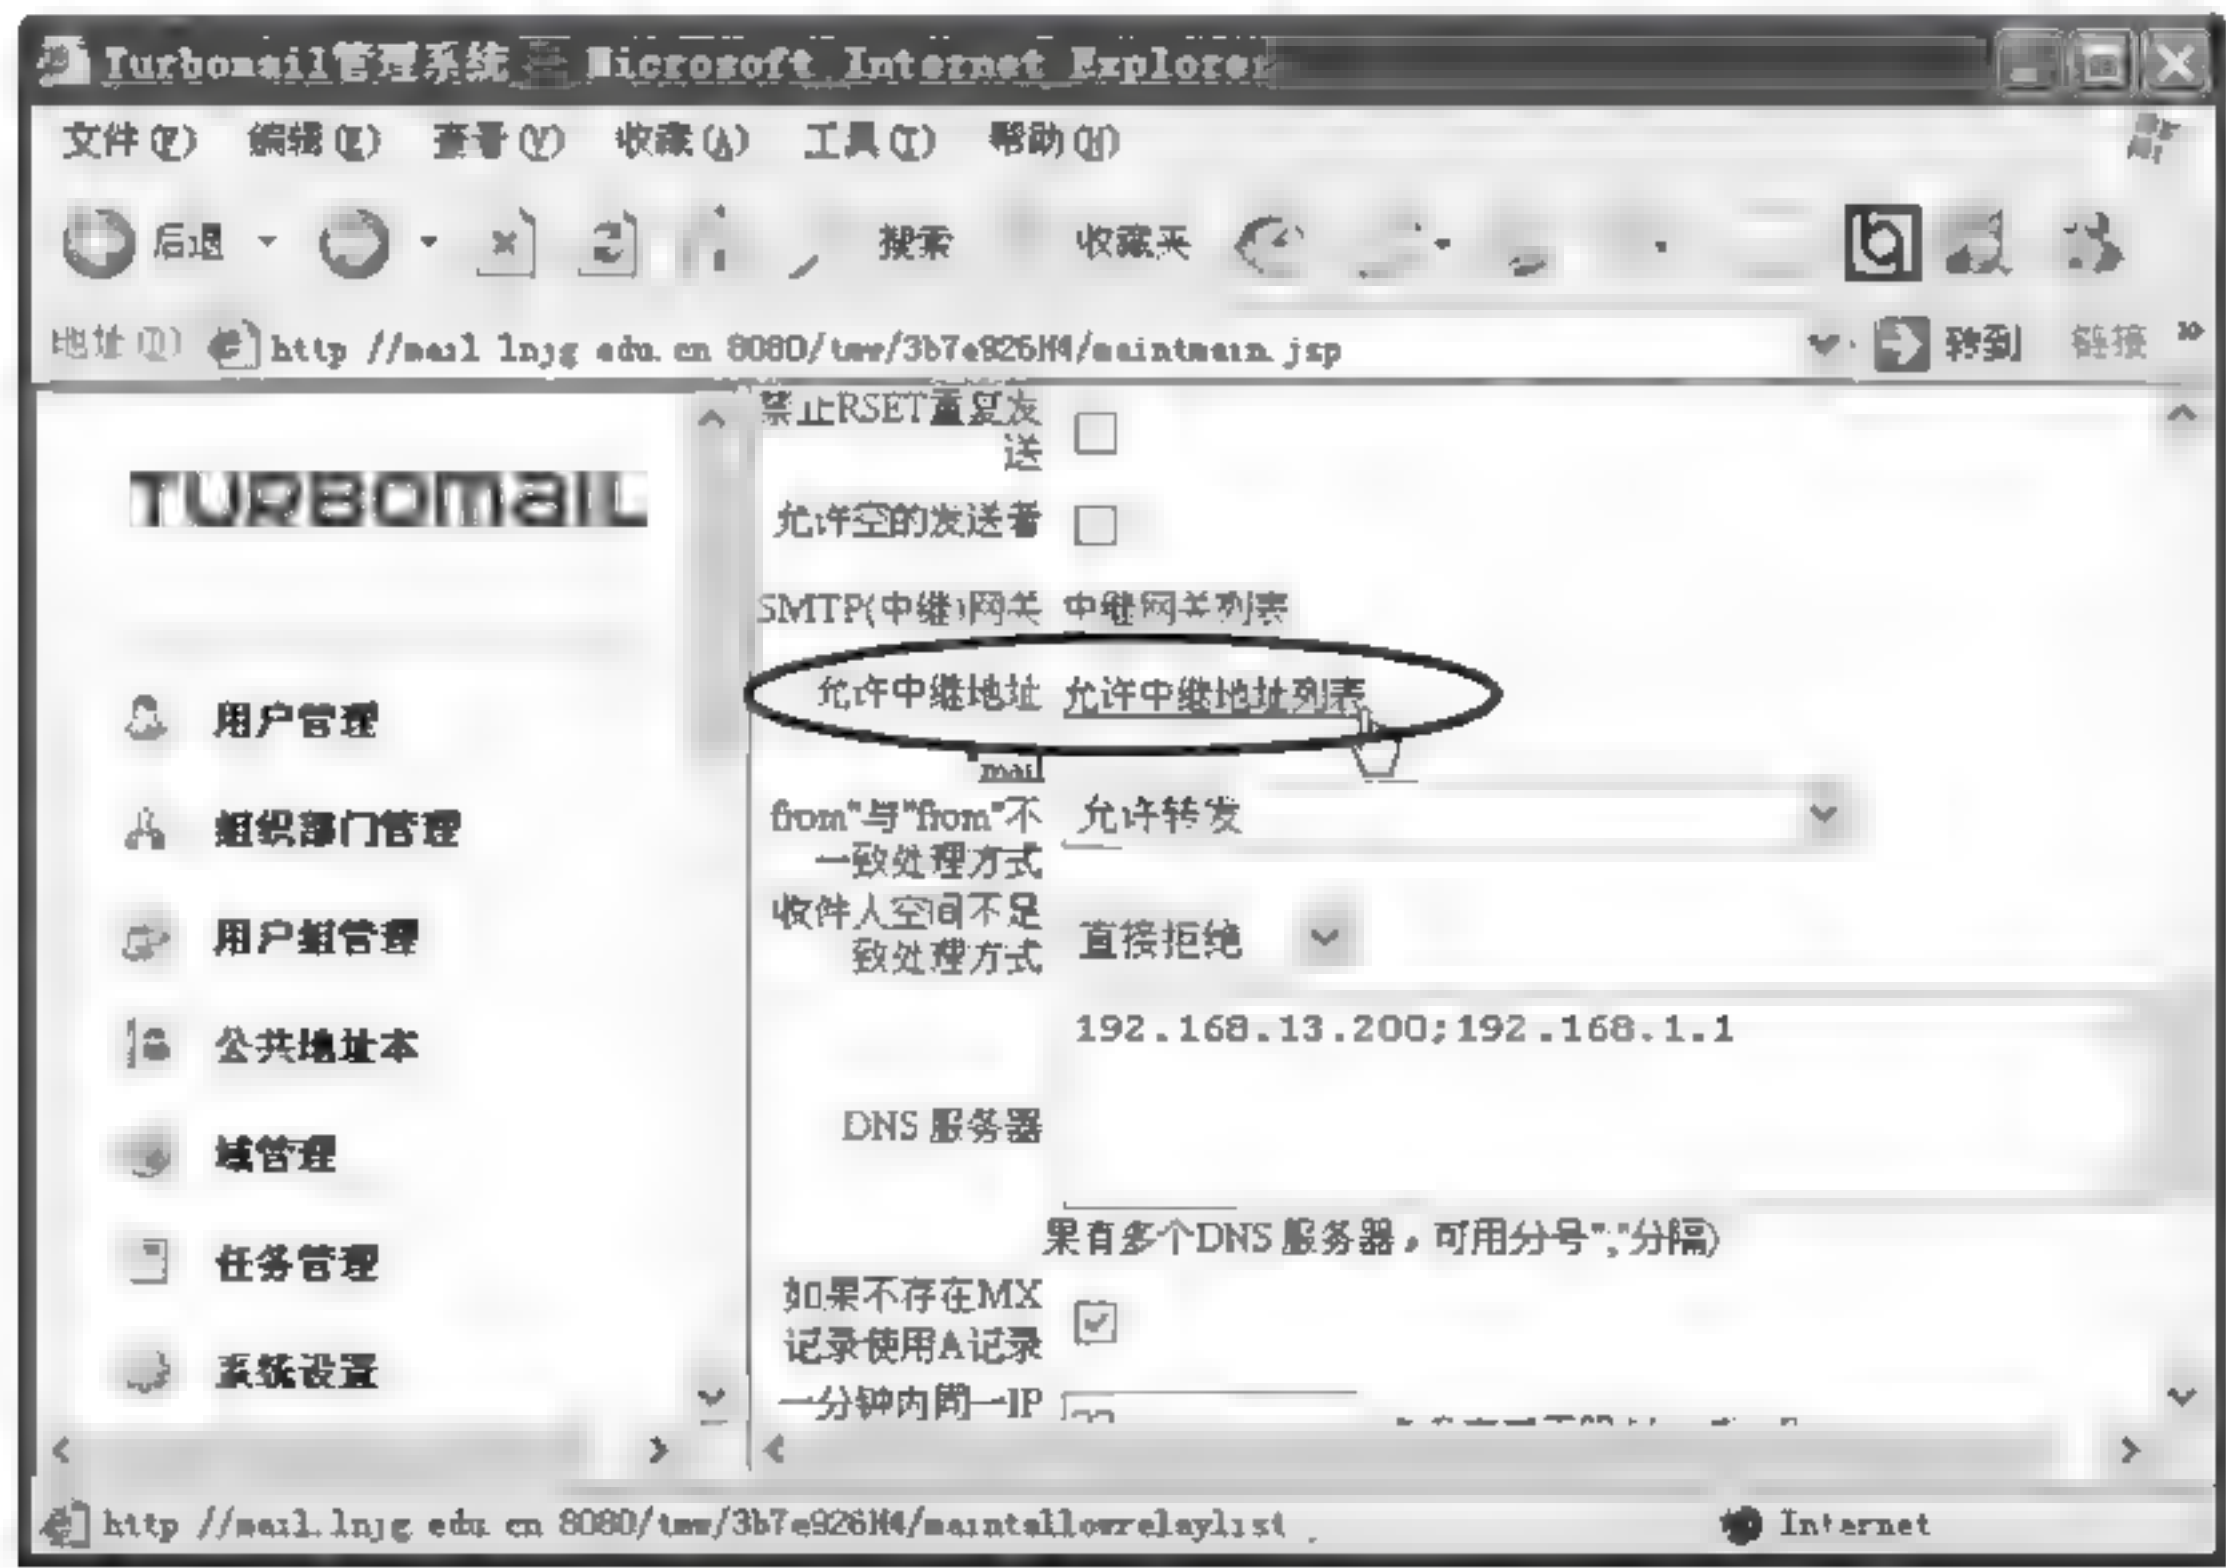 Turbomail管理系统 - Microsoft Internet Explorer
文件(F) 编辑(E) 查看(V) 收藏(A) 工具(T) 帮助(H)
后退 搜索 收藏夹
地址(D) http://mail.lnjg.edu.cn:8080/tmw/3b7e926M4/maintmain.jsp 转到 链接 »
TURBOMAIL
用户管理
组织部门管理
用户组管理
公共地址本
域管理
任务管理
系统设置
禁止RSET重复发
送
允许空的发送者
SMTP(中继)网关 中继网关列表
允许中继地址 允许中继地址列表
"mail
from"与"from"不
一致处理方式
允许转发
收件人空间不足
致处理方式
直接拒绝
192.168.13.200;192.168.1.1
DNS 服务器
果有多个DNS 服务器，可用分号";"分隔)
如果不存在MX
记录使用A记录
一分钟内同一IP
http://mail.lnjg.edu.cn:8080/tmw/3b7e926M4/maintallowrelaylist Internet